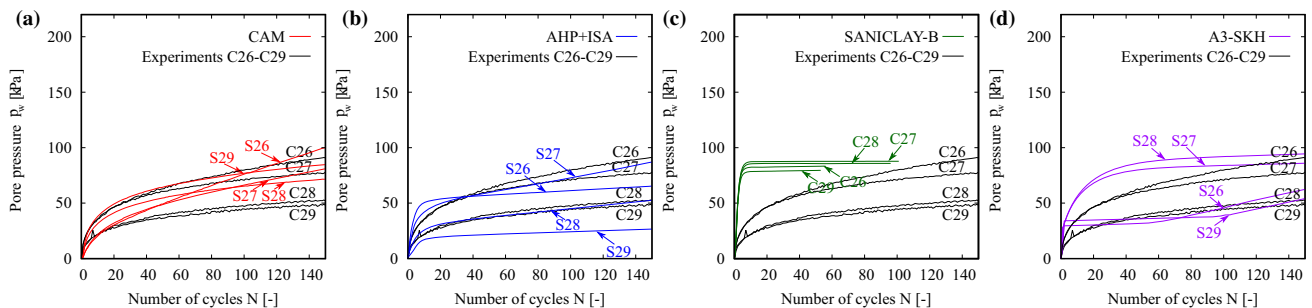 (a)
200
150
100
50
0
Pore pressure p_w [kPa]
CAM
Experiments C26-C29
S26
S29
C26
C27
S27
S28
C28
C29
0 20 40 60 80 100 120 140
Number of cycles N [-]
(b)
200
150
100
50
0
Pore pressure p_w [kPa]
AHP+ISA
Experiments C26-C29
S27
S26
C26
C27
S28
C28
C29
S29
0 20 40 60 80 100 120 140
Number of cycles N [-]
(c)
200
150
100
50
0
Pore pressure p_w [kPa]
SANICLAY-B
Experiments C26-C29
C28
C27
C26
C29
C26
C27
C28
C29
0 20 40 60 80 100 120 140
Number of cycles N [-]
(d)
200
150
100
50
0
Pore pressure p_w [kPa]
A3-SKH
Experiments C26-C29
S28
S27
C26
C27
S26
C28
C29
S29
0 20 40 60 80 100 120 140
Number of cycles N [-]